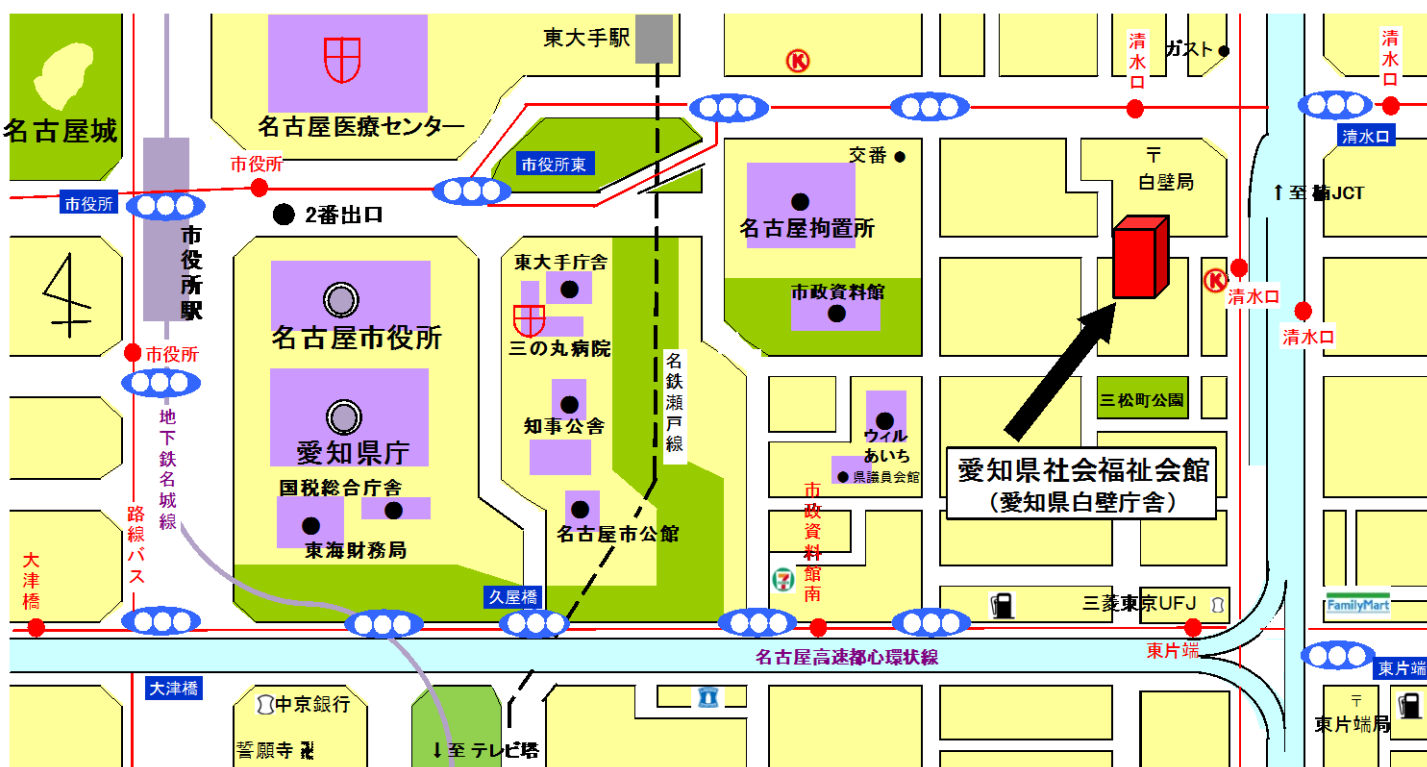 東大手駅
清水口
ガスト
清水口
K
名古屋城
名古屋医療センター
清水口
市役所
市役所東
交番
〒
白壁局
市役所
2番出口
↑至 楠JCT
名古屋拘置所
市役所駅
東大手庁舎
市政資料館
K
清水口
名古屋市役所
三の丸病院
清水口
市役所
名鉄瀬戸線
知事公舎
三松町公園
地下鉄名城線
愛知県庁
ウィル
あいち
県議員会館
愛知県社会福祉会館
(愛知県白壁庁舎)
国税総合庁舎
市政資料館南
路線バス
東海財務局
名古屋市公館
大津橋
7
久屋橋
三菱東京UFJ
FamilyMart
名古屋高速都心環状線
東片端
東片端
大津橋
中京銀行
〒
東片端局
誓願寺 卍
↓至 テレビ塔
4